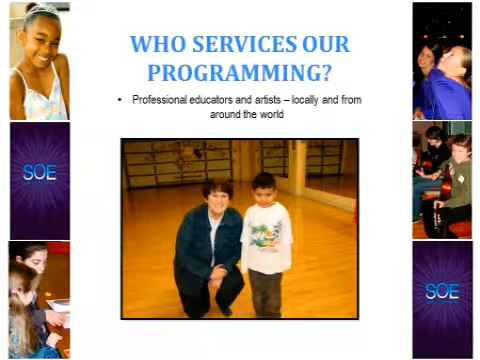 WHO SERVICES OUR
PROGRAMMING?
• Professional educators and artists – locally and from
around the world
SOE
SOE